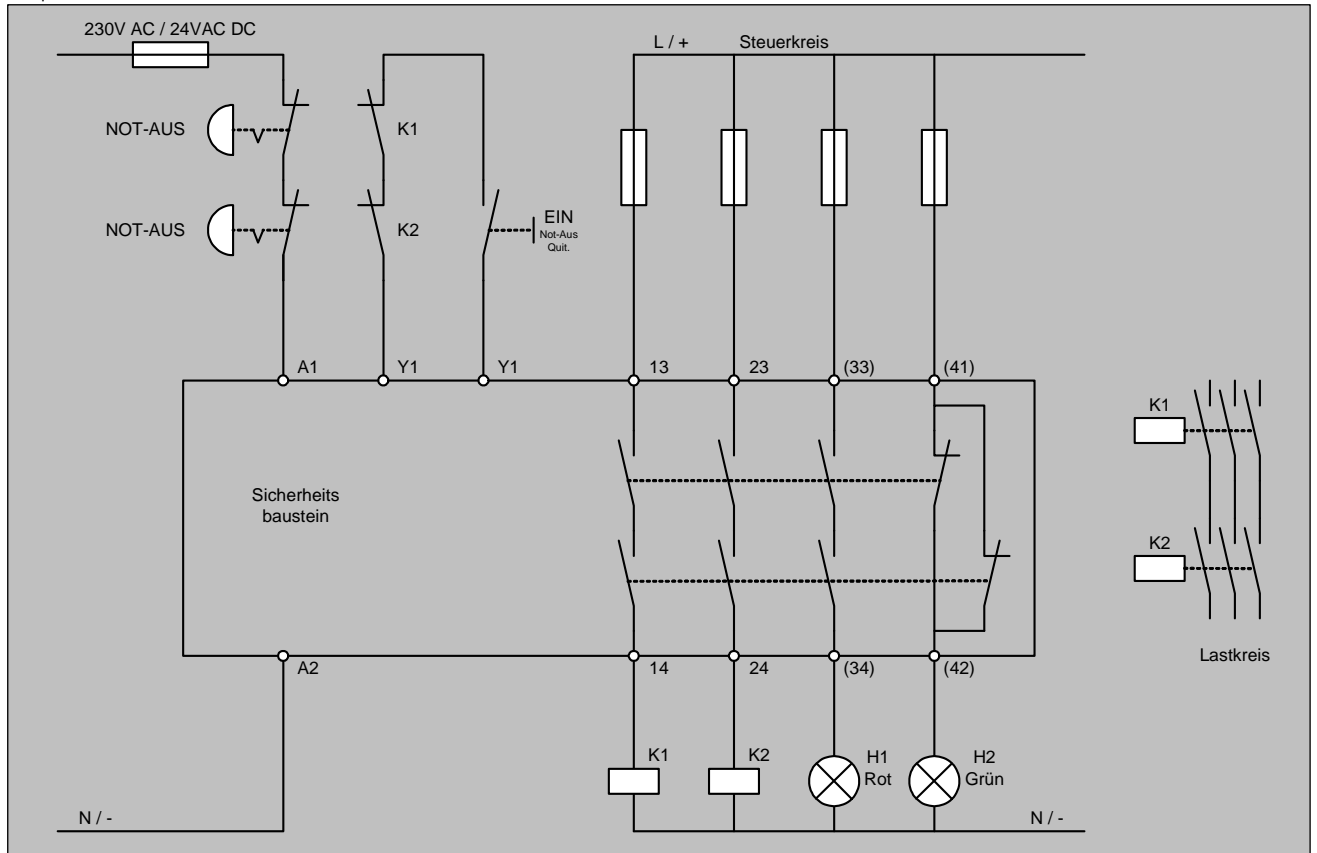 230V AC / 24VAC DC
L / +
Steuerkreis
NOT-AUS
K1
NOT-AUS
K2
EIN
Not-Aus
Quit.
A1
Y1
Y1
13
23
(33)
(41)
K1
Sicherheits
baustein
K2
A2
14
24
(34)
(42)
Lastkreis
K1
K2
H1
Rot
H2
Grün
N / -
N / -